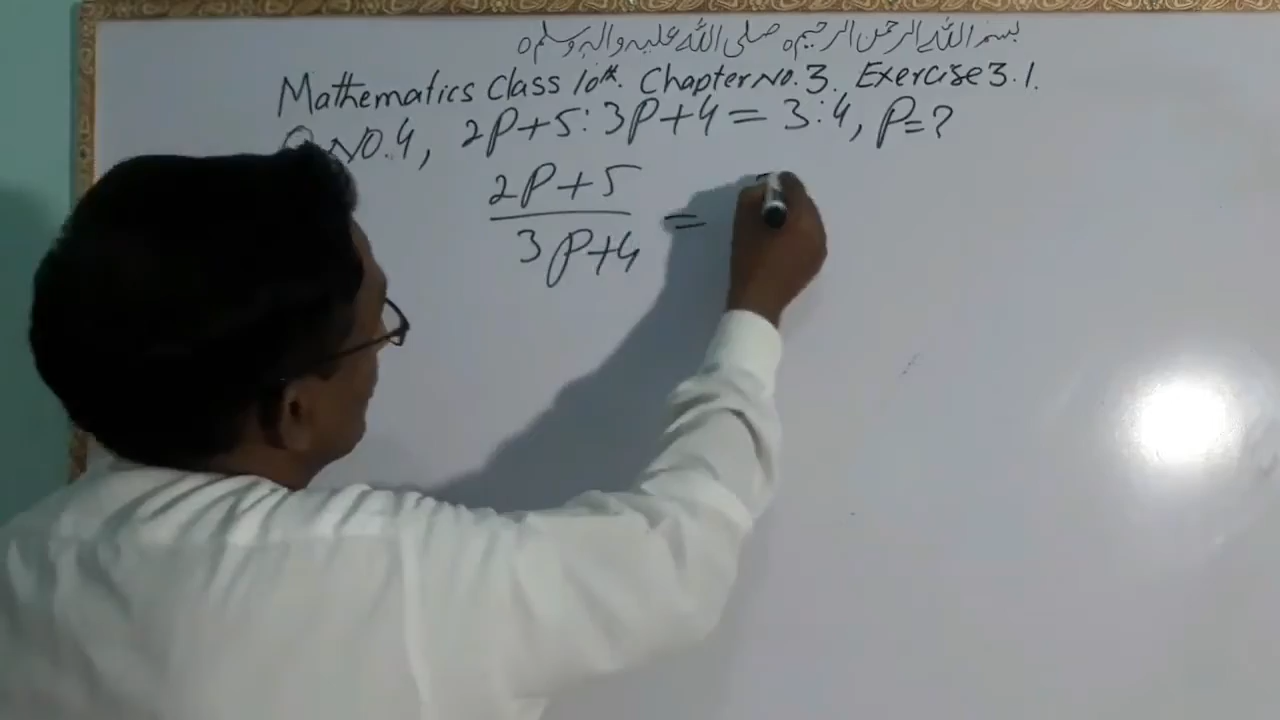 بسم اللہ الرحمن الرحیم ہ صلی اللہ علیہ والہ وسلم ہ
Mathematics Class 10th. Chapter No. 3. Exercise 3.1.
Q NO.4, 2P+5:3P+4=3:4, P=?
2P+5
3P+4 =